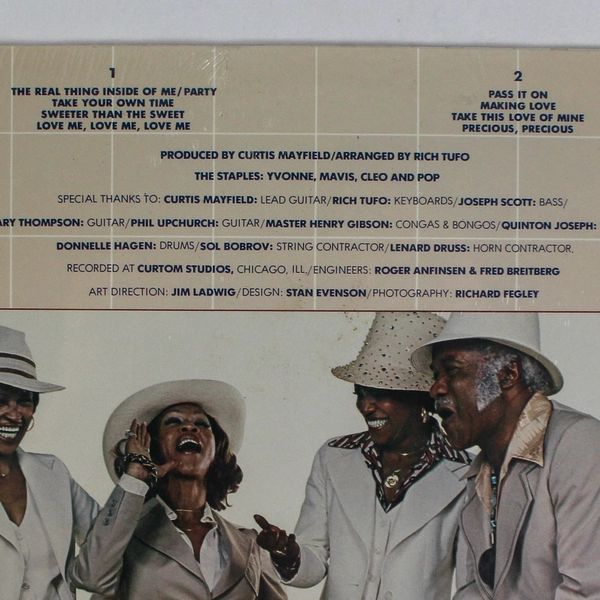 1
THE REAL THING INSIDE OF ME/PARTY
TAKE YOUR OWN TIME
SWEETER THAN THE SWEET
LOVE ME, LOVE ME, LOVE ME
2
PASS IT ON
MAKING LOVE
TAKE THIS LOVE OF MINE
PRECIOUS, PRECIOUS
PRODUCED BY CURTIS MAYFIELD/ARRANGED BY RICH TUFO
THE STAPLES: YVONNE, MAVIS, CLEO AND POP
SPECIAL THANKS TO: CURTIS MAYFIELD: LEAD GUITAR/RICH TUFO: KEYBOARDS/JOSEPH SCOTT: BASS/
ARY THOMPSON: GUITAR/PHIL UPCHURCH: GUITAR/MASTER HENRY GIBSON: CONGAS & BONGOS/QUINTON JOSEPH:
DONNELLE HAGEN: DRUMS/SOL BOBROV: STRING CONTRACTOR/LENARD DRUSS: HORN CONTRACTOR.
RECORDED AT CURTOM STUDIOS, CHICAGO, ILL./ENGINEERS: ROGER ANFINSEN & FRED BREITBERG
ART DIRECTION: JIM LADWIG/DESIGN: STAN EVENSON/PHOTOGRAPHY: RICHARD FEGLEY